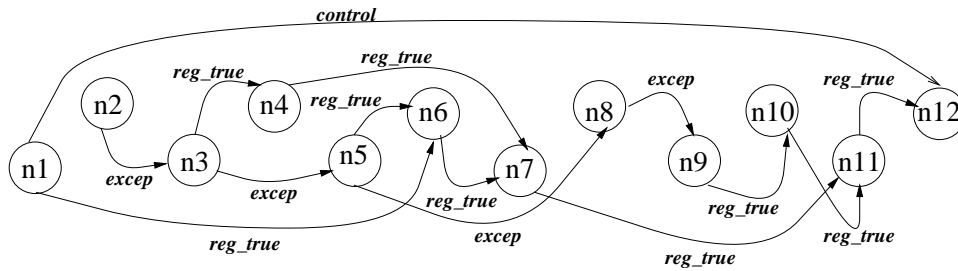 control
reg_true
reg_true
excep
reg_true
n2
n4
reg_true
n6
n8
n10
n12
n1
n3
n5
n7
n9
n11
excep
excep
reg_true
reg_true
reg_true
excep
reg_true
reg_true